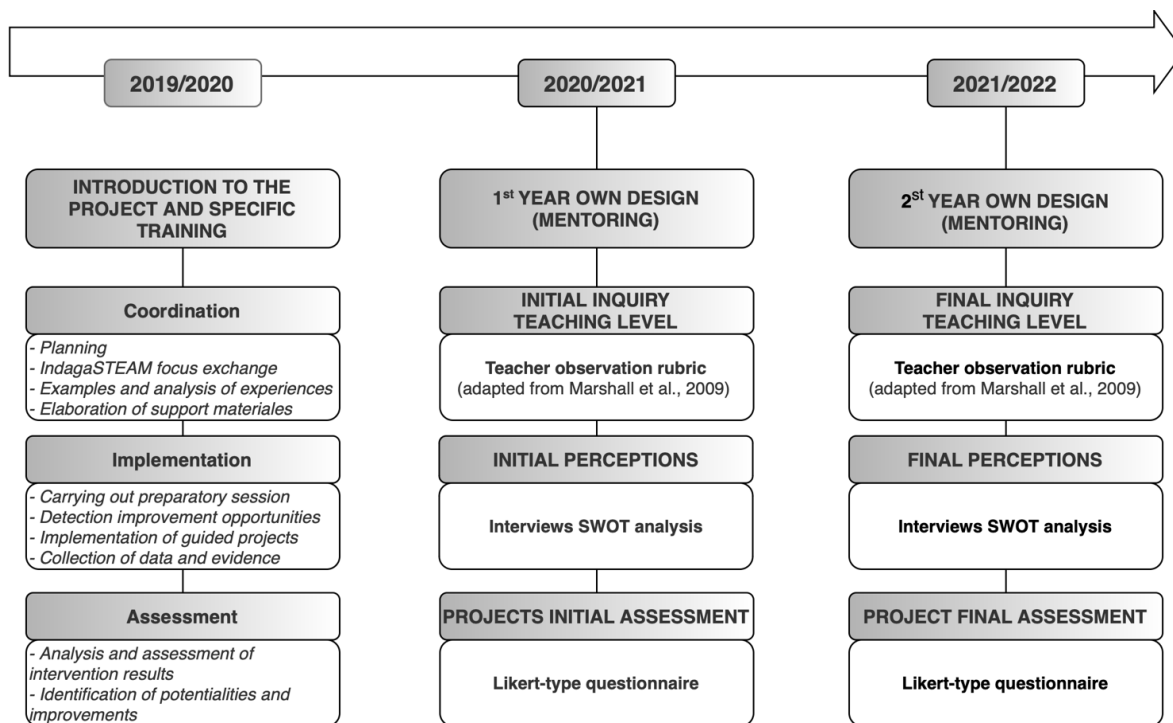 2019/2020
2020/2021
2021/2022
INTRODUCTION TO THE
PROJECT AND SPECIFIC
TRAINING
Coordination
- Planning
- IndagaSTEAM focus exchange
- Examples and analysis of experiences
- Elaboration of support materiales
Implementation
- Carrying out preparatory session
- Detection improvement opportunities
- Implementation of guided projects
- Collection of data and evidence
Assessment
- Analysis and assessment of
intervention results
- Identification of potentialities and
improvements
1st YEAR OWN DESIGN
(MENTORING)
INITIAL INQUIRY
TEACHING LEVEL
Teacher observation rubric
(adapted from Marshall et al., 2009)
INITIAL PERCEPTIONS
Interviews SWOT analysis
PROJECTS INITIAL ASSESSMENT
Likert-type questionnaire
2st YEAR OWN DESIGN
(MENTORING)
FINAL INQUIRY
TEACHING LEVEL
Teacher observation rubric
(adapted from Marshall et al., 2009)
FINAL PERCEPTIONS
Interviews SWOT analysis
PROJECT FINAL ASSESSMENT
Likert-type questionnaire